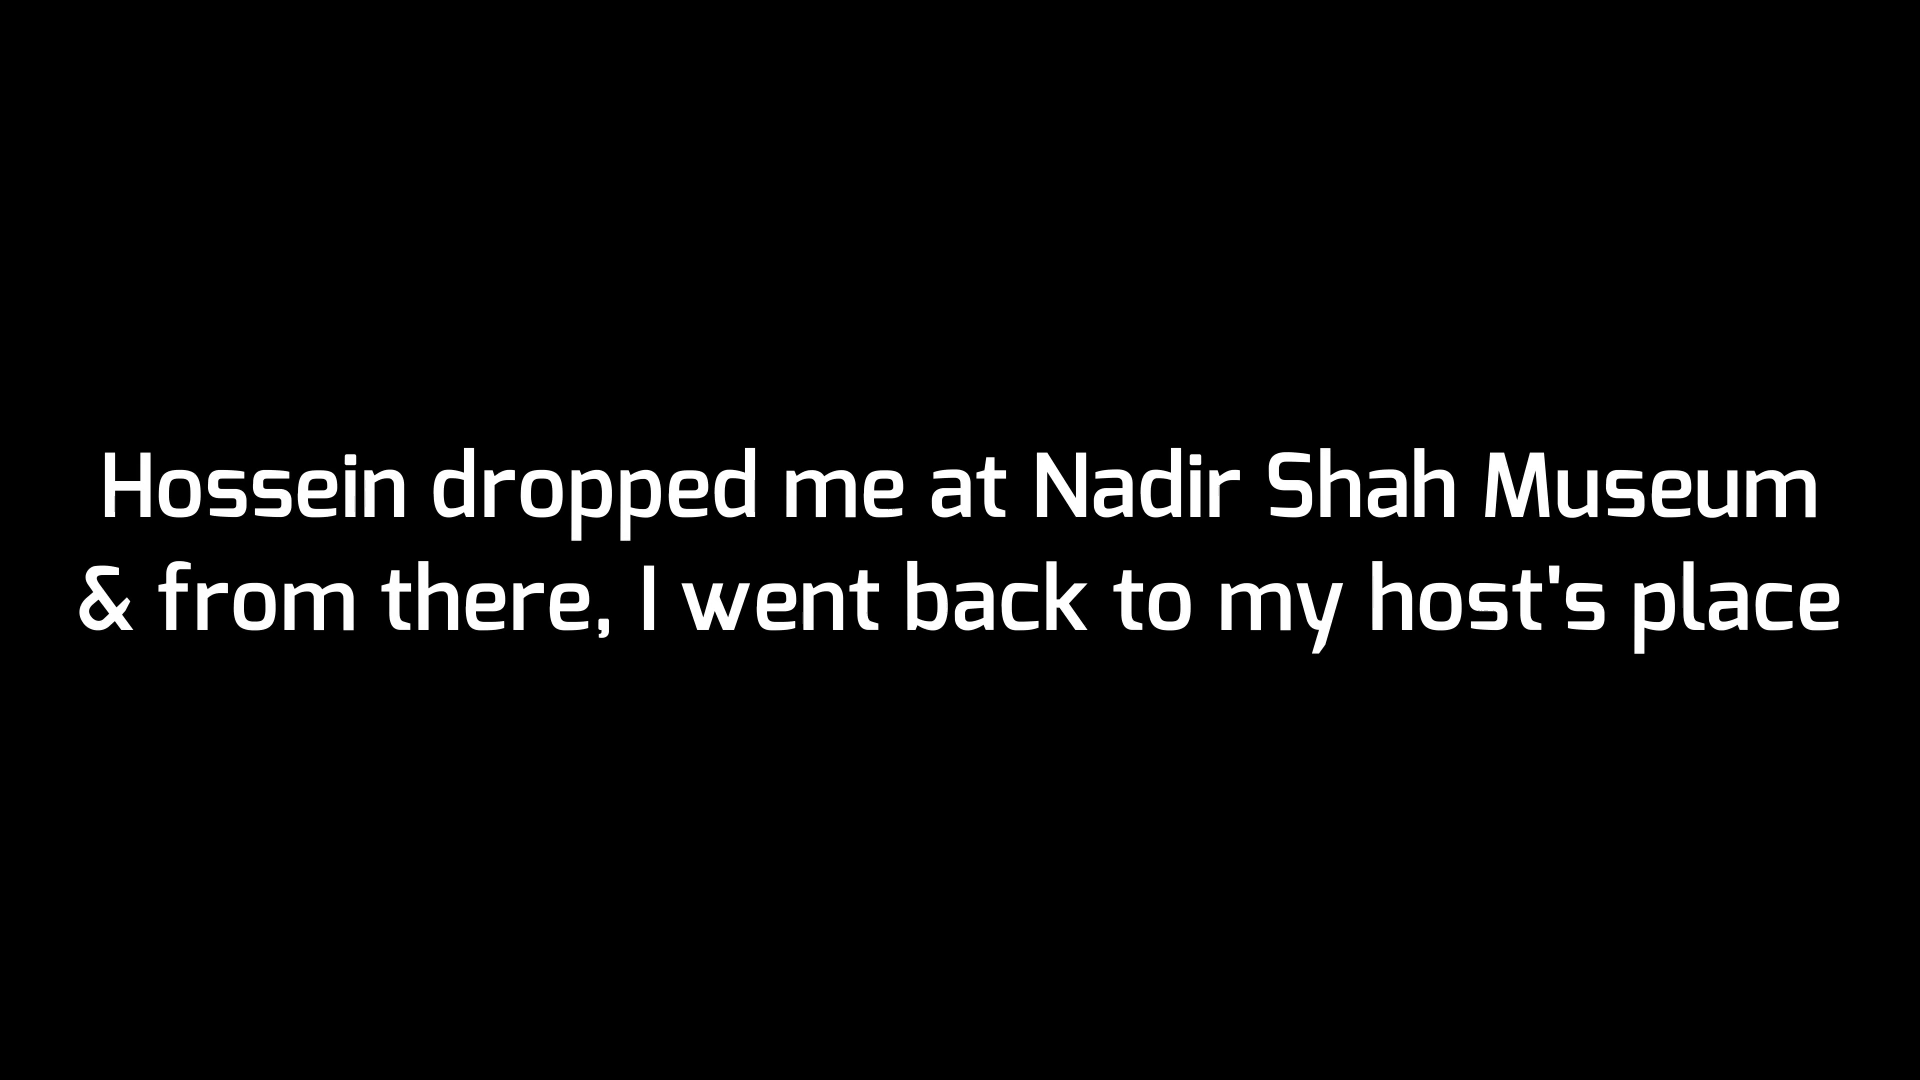 Hossein dropped me at Nadir Shah Museum
& from there, I went back to my host's place